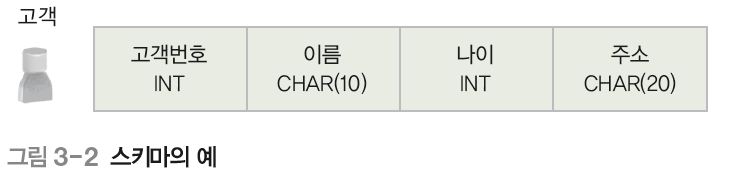 고객
고객번호 이름 나이 주소
INT CHAR(10) INT CHAR(20)
그림 3-2 스키마의 예